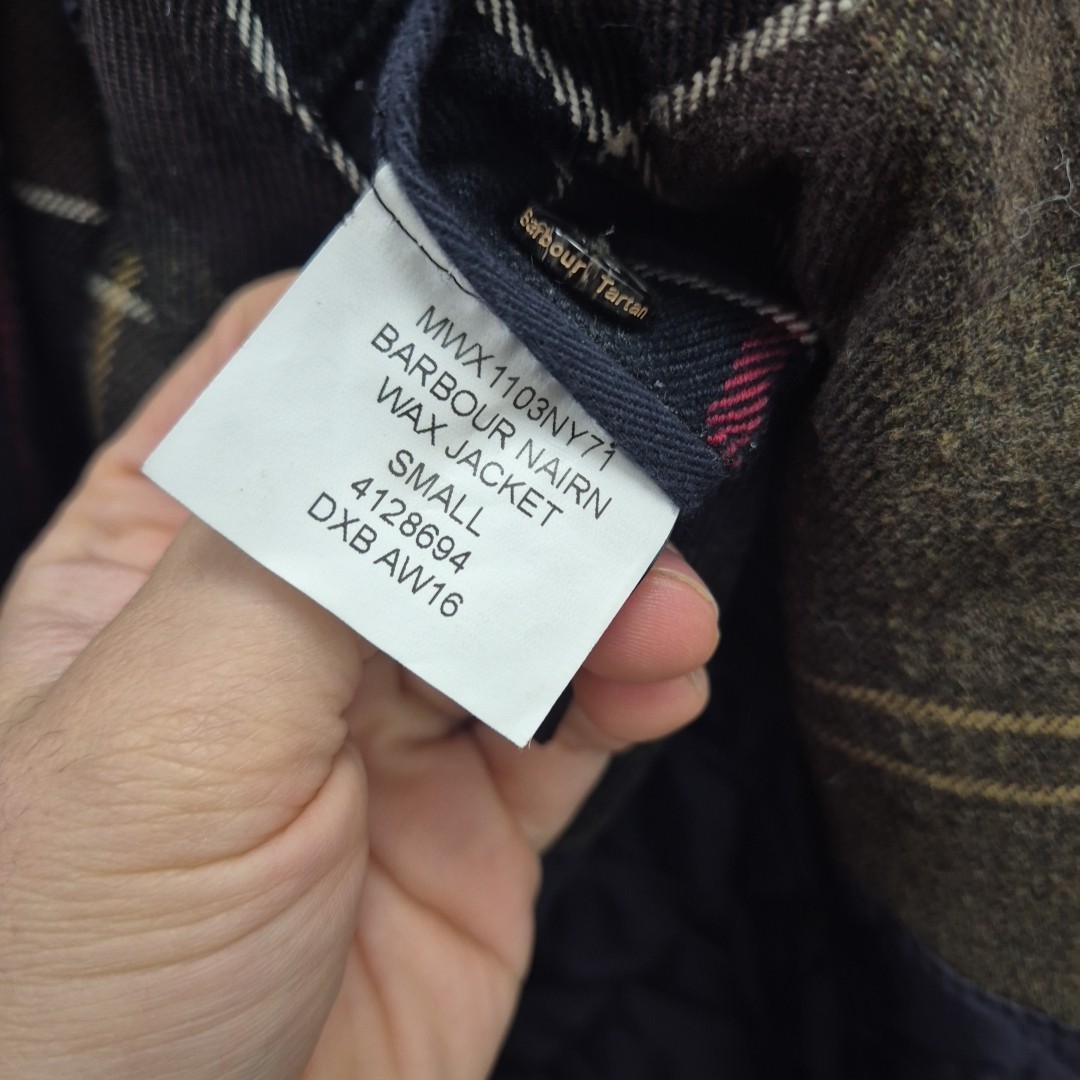 Barbour Tartan
MWX1103NY71
BARBOUR NAIRN
WAX JACKET
SMALL
4128694
DXB AW16